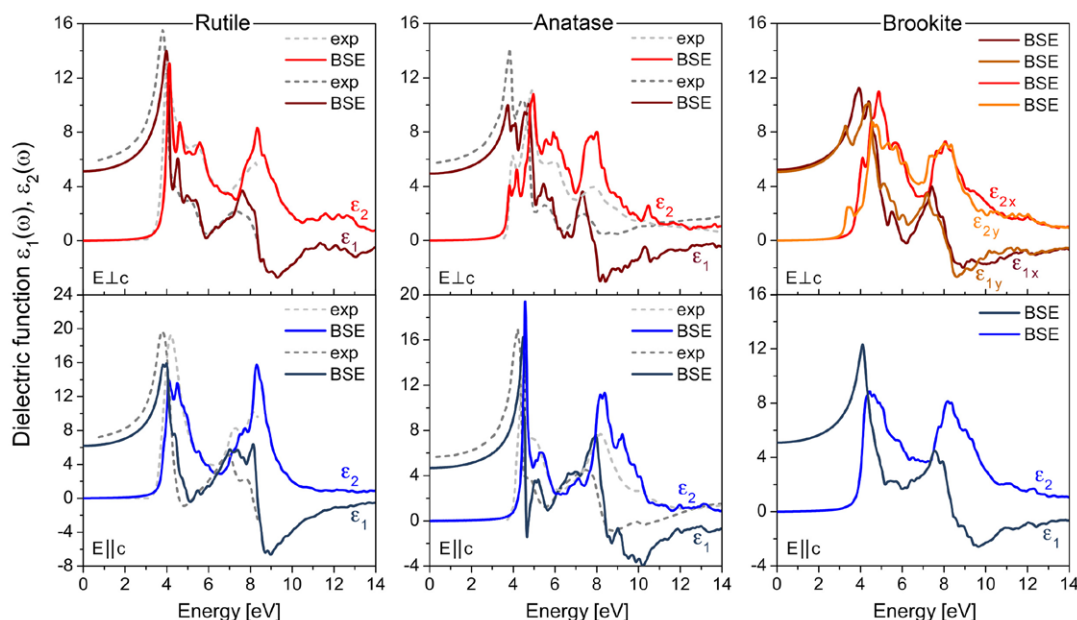 Rutile
Anatase
Brookite
Dielectric function ε₁(ω), ε₂(ω)
16
12
8
4
0
exp
BSE
exp
BSE
ε₂
ε₁
E⊥c
20
16
12
8
4
0
exp
BSE
exp
BSE
ε₂
ε₁
E⊥c
16
12
8
4
0
BSE
BSE
BSE
BSE
ε₂ₓ
ε₂y
ε₁ₓ
ε₁y
E⊥c
24
20
16
12
8
4
0
-4
-8
exp
BSE
exp
BSE
ε₂
ε₁
E||c
0 2 4 6 8 10 12 14
Energy [eV]
20
16
12
8
4
0
-4
exp
BSE
exp
BSE
ε₂
ε₁
E||c
0 2 4 6 8 10 12 14
Energy [eV]
16
12
8
4
0
-4
BSE
BSE
ε₂
ε₁
E||c
0 2 4 6 8 10 12 14
Energy [eV]